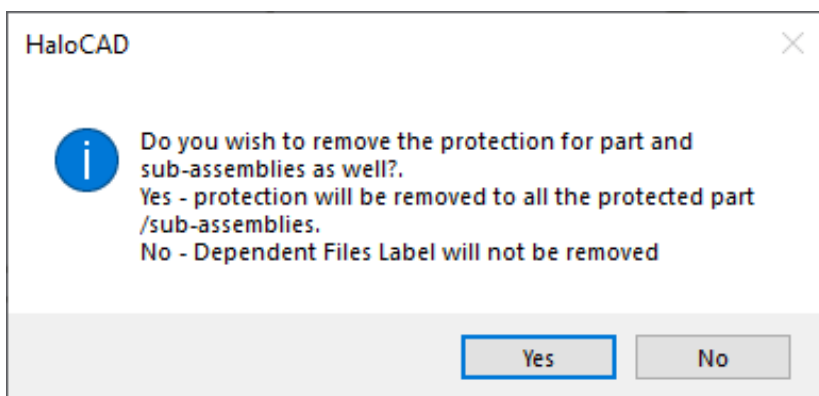 HaloCAD
Do you wish to remove the protection for part and
sub-assemblies as well?.
Yes - protection will be removed to all the protected part
/sub-assemblies.
No - Dependent Files Label will not be removed
Yes
No